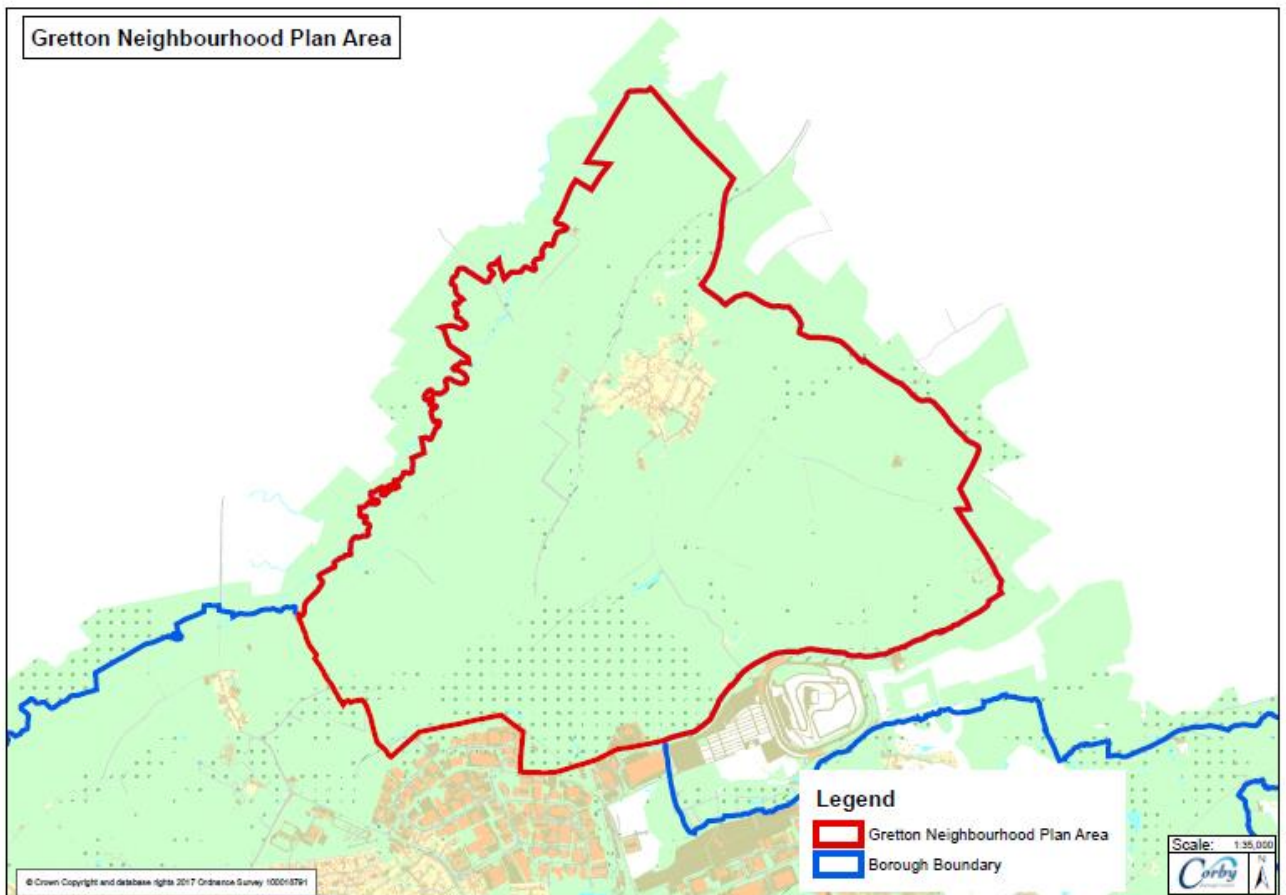 Gretton Neighbourhood Plan Area
Legend
Gretton Neighbourhood Plan Area
Borough Boundary
Scale: 1:35,000
Corby
N
© Crown Copyright and database rights 2017 Ordnance Survey 100018791